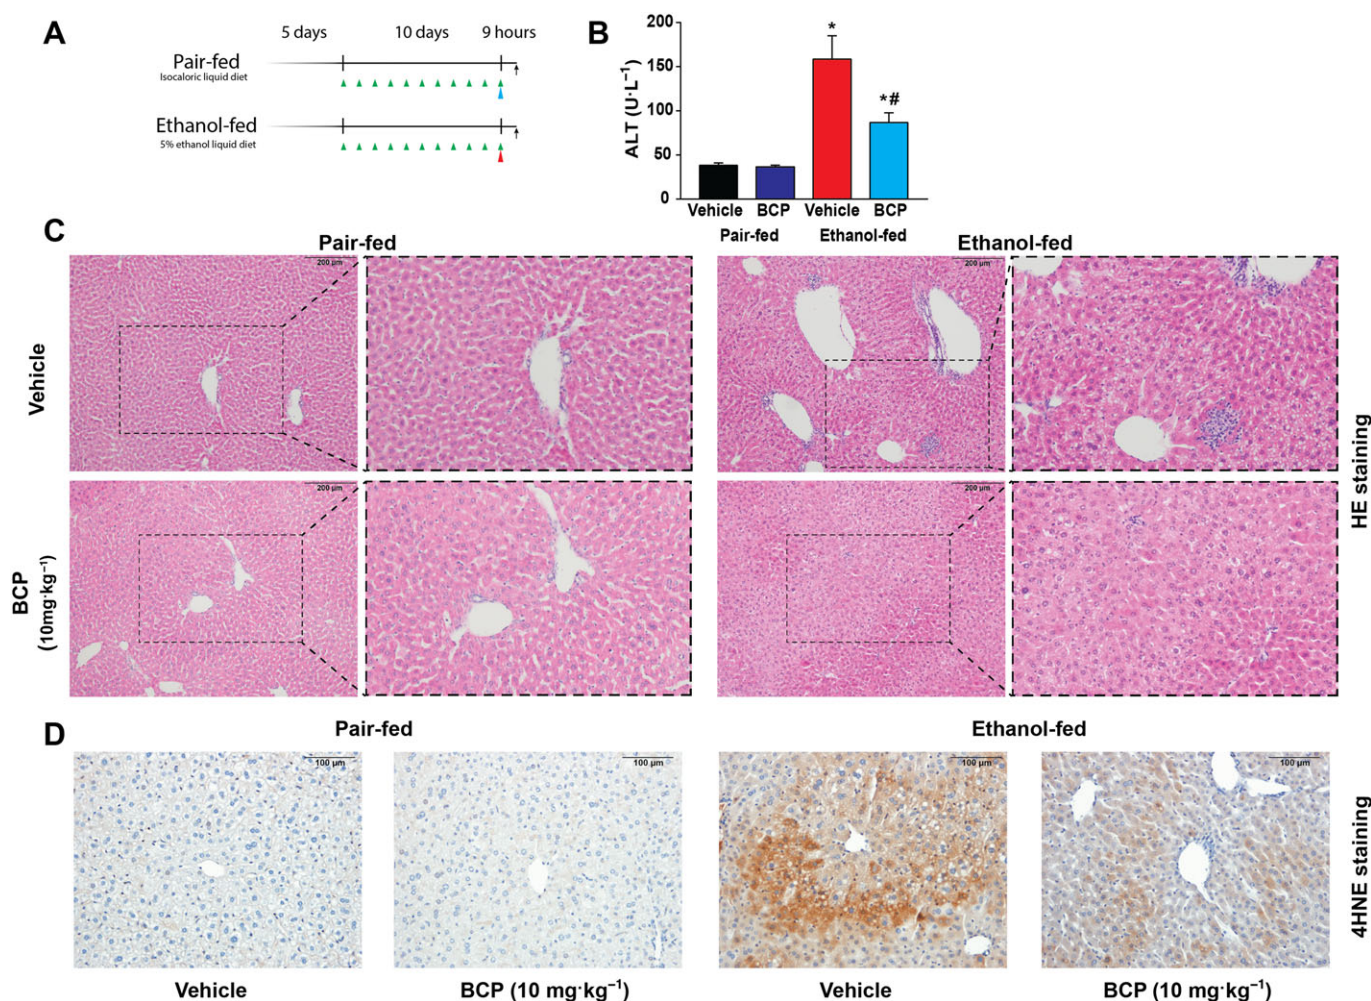 A
5 days 10 days 9 hours
Pair-fed
Isocaloric liquid diet
Ethanol-fed
5% ethanol liquid diet
B
ALT (U·L⁻¹)
200
150
100
50
0
*
*#
Vehicle BCP Vehicle BCP
Pair-fed Ethanol-fed
C
Pair-fed Ethanol-fed
200 µm 200 µm
Vehicle
200 µm 200 µm
BCP
(10mg·kg⁻¹)
HE staining
D
Pair-fed Ethanol-fed
100 µm 100 µm 100 µm 100 µm
4HNE staining
Vehicle BCP (10 mg·kg⁻¹) Vehicle BCP (10 mg·kg⁻¹)